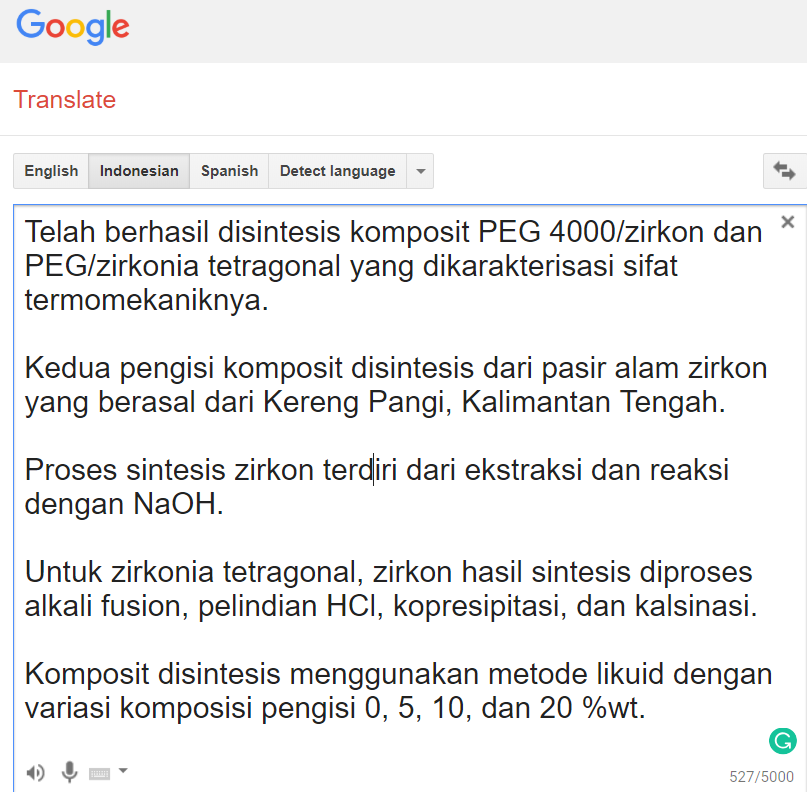 Google
Translate
English Indonesian Spanish Detect language
Telah berhasil disintesis komposit PEG 4000/zirkon dan
PEG/zirkonia tetragonal yang dikarakterisasi sifat
termomekaniknya.
Kedua pengisi komposit disintesis dari pasir alam zirkon
yang berasal dari Kereng Pangi, Kalimantan Tengah.
Proses sintesis zirkon terdiri dari ekstraksi dan reaksi
dengan NaOH.
Untuk zirkonia tetragonal, zirkon hasil sintesis diproses
alkali fusion, pelindian HCl, kopresipitasi, dan kalsinasi.
Komposit disintesis menggunakan metode likuid dengan
variasi komposisi pengisi 0, 5, 10, dan 20 %wt.
527/5000